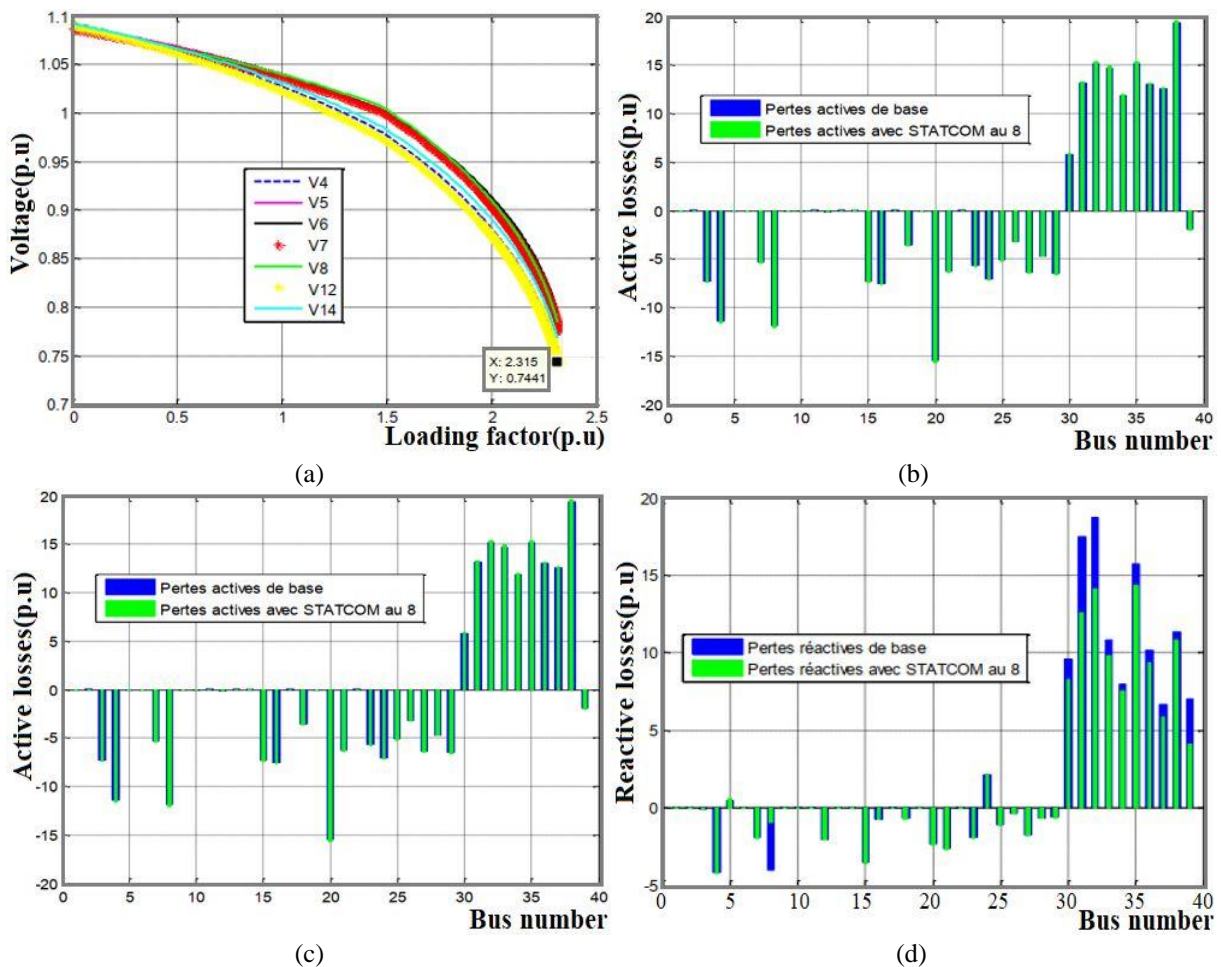 1.1
1.05
1
0.95
0.9
0.85
0.8
0.75
0.7
Voltage(p.u)
V4
V5
V6
V7
V8
V12
V14
X: 2.315
Y: 0.7441
0 0.5 1 1.5 2 2.5
Loading factor(p.u)
(a)
20
15
10
5
0
-5
-10
-15
-20
Active losses(p.u)
Pertes actives de base
Pertes actives avec STATCOM au 8
0 5 10 15 20 25 30 35 40
Bus number
(b)
20
15
10
5
0
-5
-10
-15
-20
Active losses(p.u)
Pertes actives de base
Pertes actives avec STATCOM au 8
0 5 10 15 20 25 30 35 40
Bus number
(c)
20
15
10
5
0
-5
Reactive losses(p.u)
Pertes réactives de base
Pertes réactives avec STATCOM au 8
0 5 10 15 20 25 30 35 40
Bus number
(d)